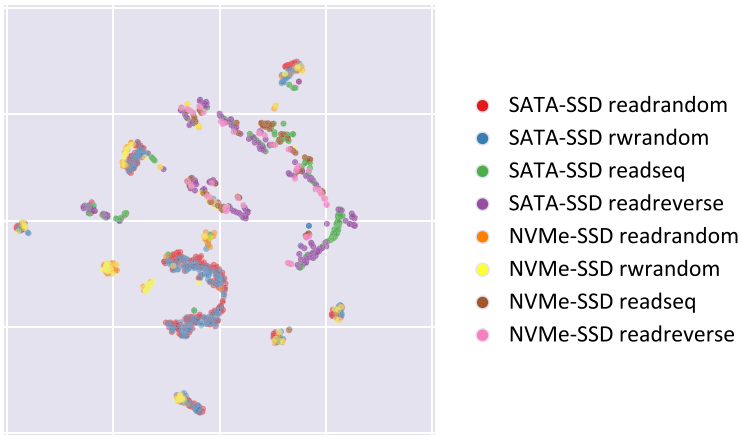 SATA-SSD readrandom
SATA-SSD rwrandom
SATA-SSD readseq
SATA-SSD readreverse
NVMe-SSD readrandom
NVMe-SSD rwrandom
NVMe-SSD readseq
NVMe-SSD readreverse